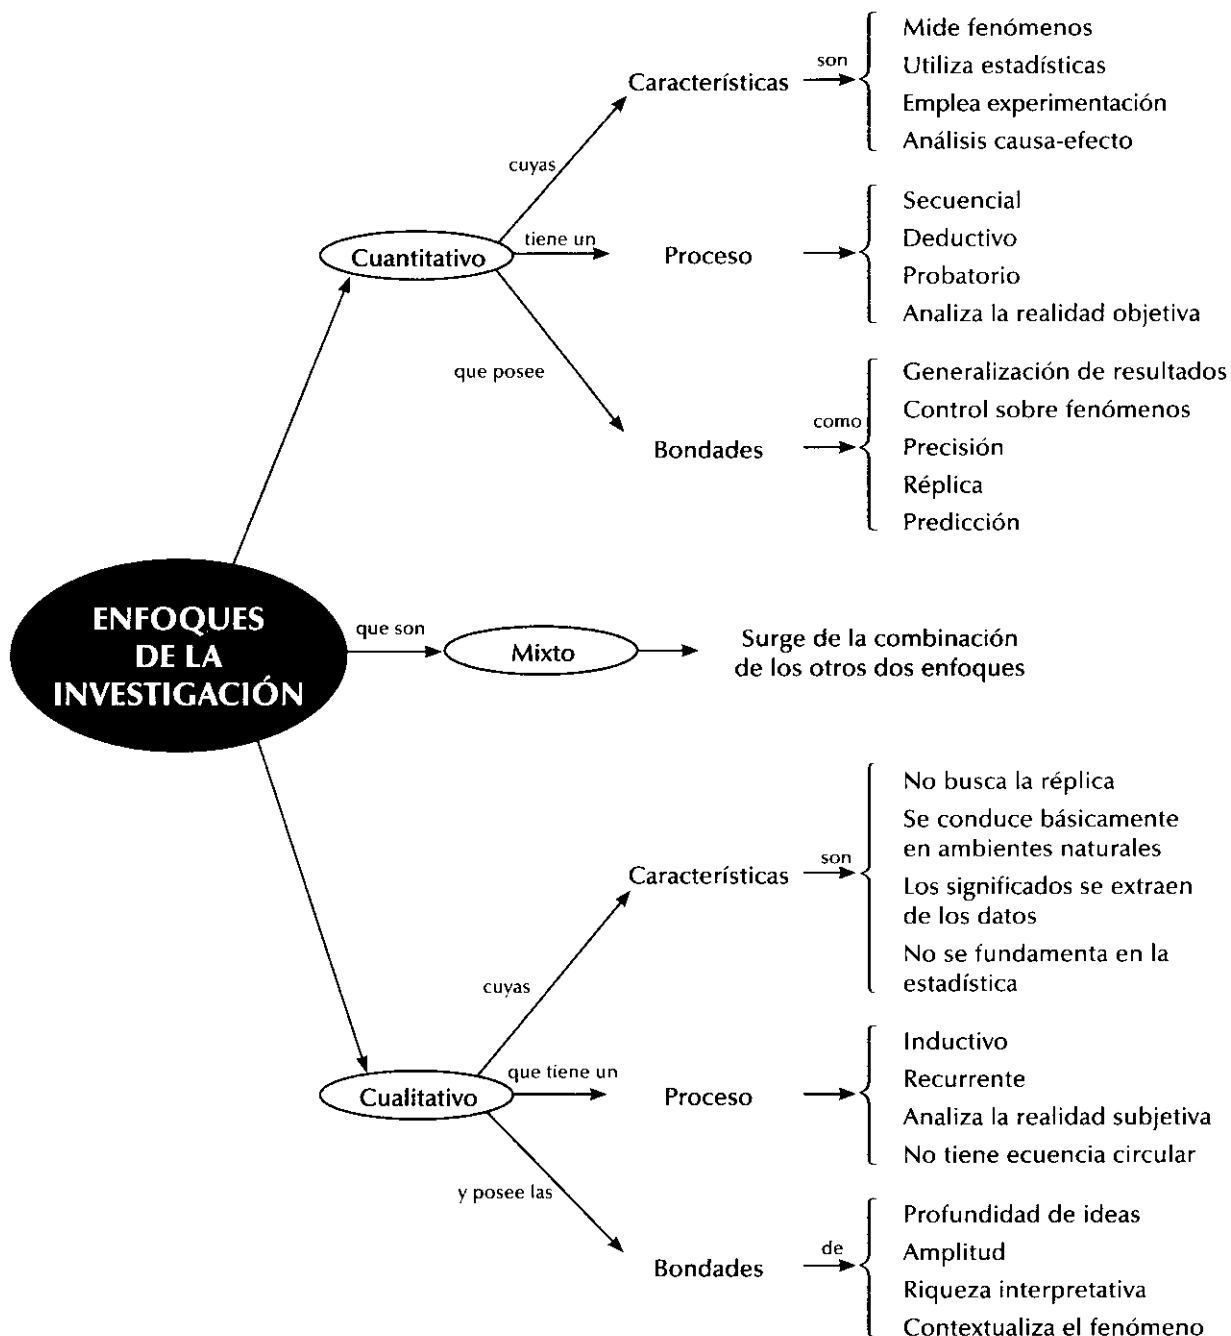 Mide fenómenos
Utiliza estadísticas
Emplea experimentación
Análisis causa-efecto
son
Características
cuyas
Secuencial
Deductivo
Probatorio
Analiza la realidad objetiva
Cuantitativo
tiene un
Proceso
que posee
Generalización de resultados
Control sobre fenómenos
Precisión
Réplica
Predicción
como
Bondades
ENFOQUES
DE LA
INVESTIGACIÓN
que son
Mixto
Surge de la combinación
de los otros dos enfoques
No busca la réplica
Se conduce básicamente
en ambientes naturales
Los significados se extraen
de los datos
No se fundamenta en la
estadística
son
Características
cuyas
Inductivo
Recurrente
Analiza la realidad subjetiva
No tiene ecuencia circular
Cualitativo
que tiene un
Proceso
y posee las
Profundidad de ideas
Amplitud
Riqueza interpretativa
Contextualiza el fenómeno
de
Bondades